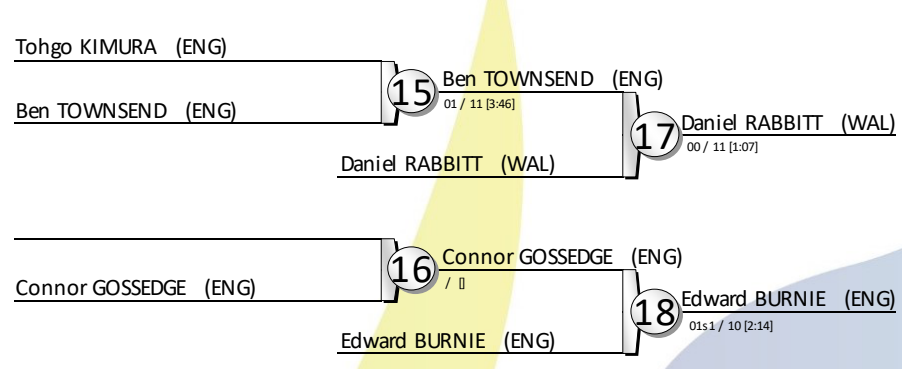 Tohgo KIMURA (ENG)
Ben TOWNSEND (ENG)
15
Ben TOWNSEND (ENG)
01 / 11 [3:46]
Daniel RABBITT (WAL)
17
Daniel RABBITT (WAL)
00 / 11 [1:07]
Connor GOSSEDGE (ENG)
16
Connor GOSSEDGE (ENG)
/ []
Edward BURNIE (ENG)
18
Edward BURNIE (ENG)
01s1 / 10 [2:14]